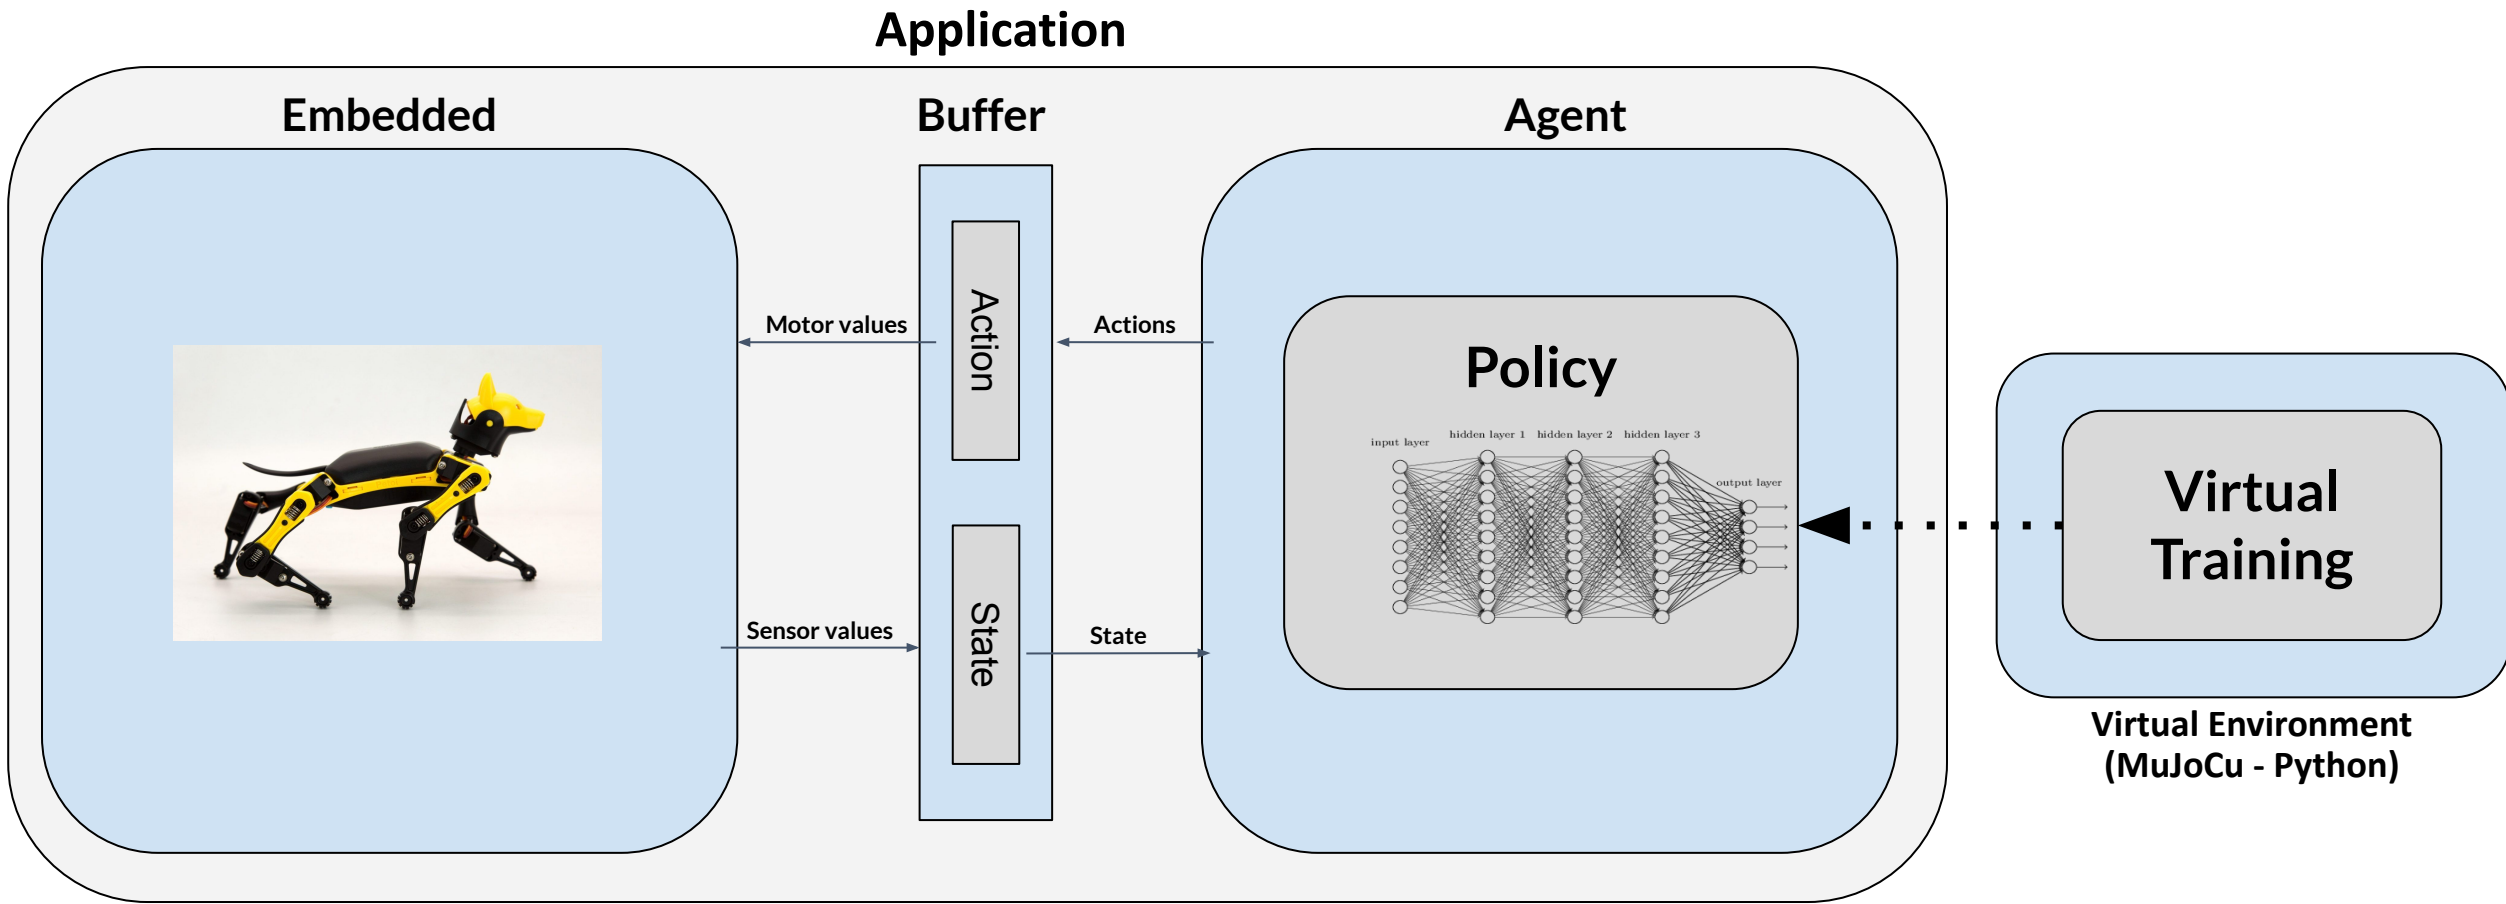 Application
Embedded
Buffer
Agent
Action
Motor values
Actions
Policy
input layer
hidden layer 1
hidden layer 2
hidden layer 3
output layer
State
Sensor values
State
Virtual
Training
Virtual Environment
(MuJoCu - Python)